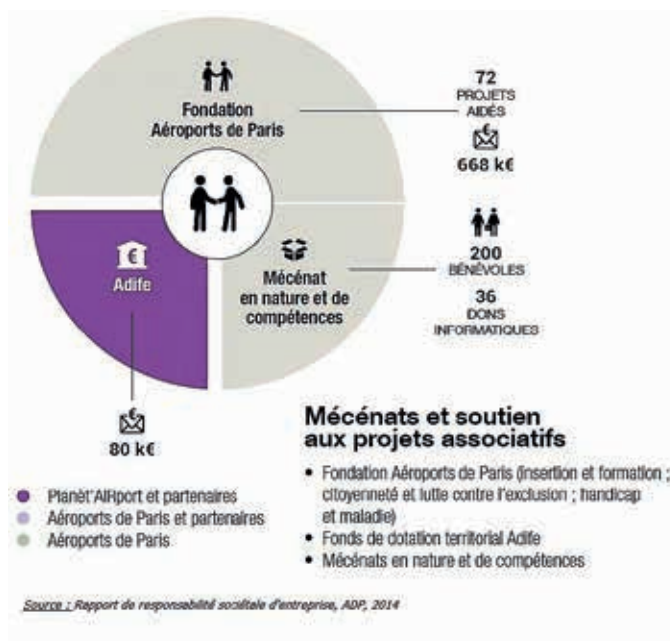 Fondation
Aéroports de Paris
72
PROJETS
AIDÉS
€
668 k€
€
Adife
Mécénat
en nature et de
compétences
200
BÉNÉVOLES
36
DONS
INFORMATIQUES
€
80 k€
Mécénats et soutien
aux projets associatifs
• Fondation Aéroports de Paris (insertion et formation ;
citoyenneté et lutte contre l'exclusion ; handicap
et maladie)
• Fonds de dotation territorial Adife
• Mécénats en nature et de compétences
Planèt'AIRport et partenaires
Aéroports de Paris et partenaires
Aéroports de Paris
Source : Rapport de responsabilité sociétale d'entreprise, ADP, 2014